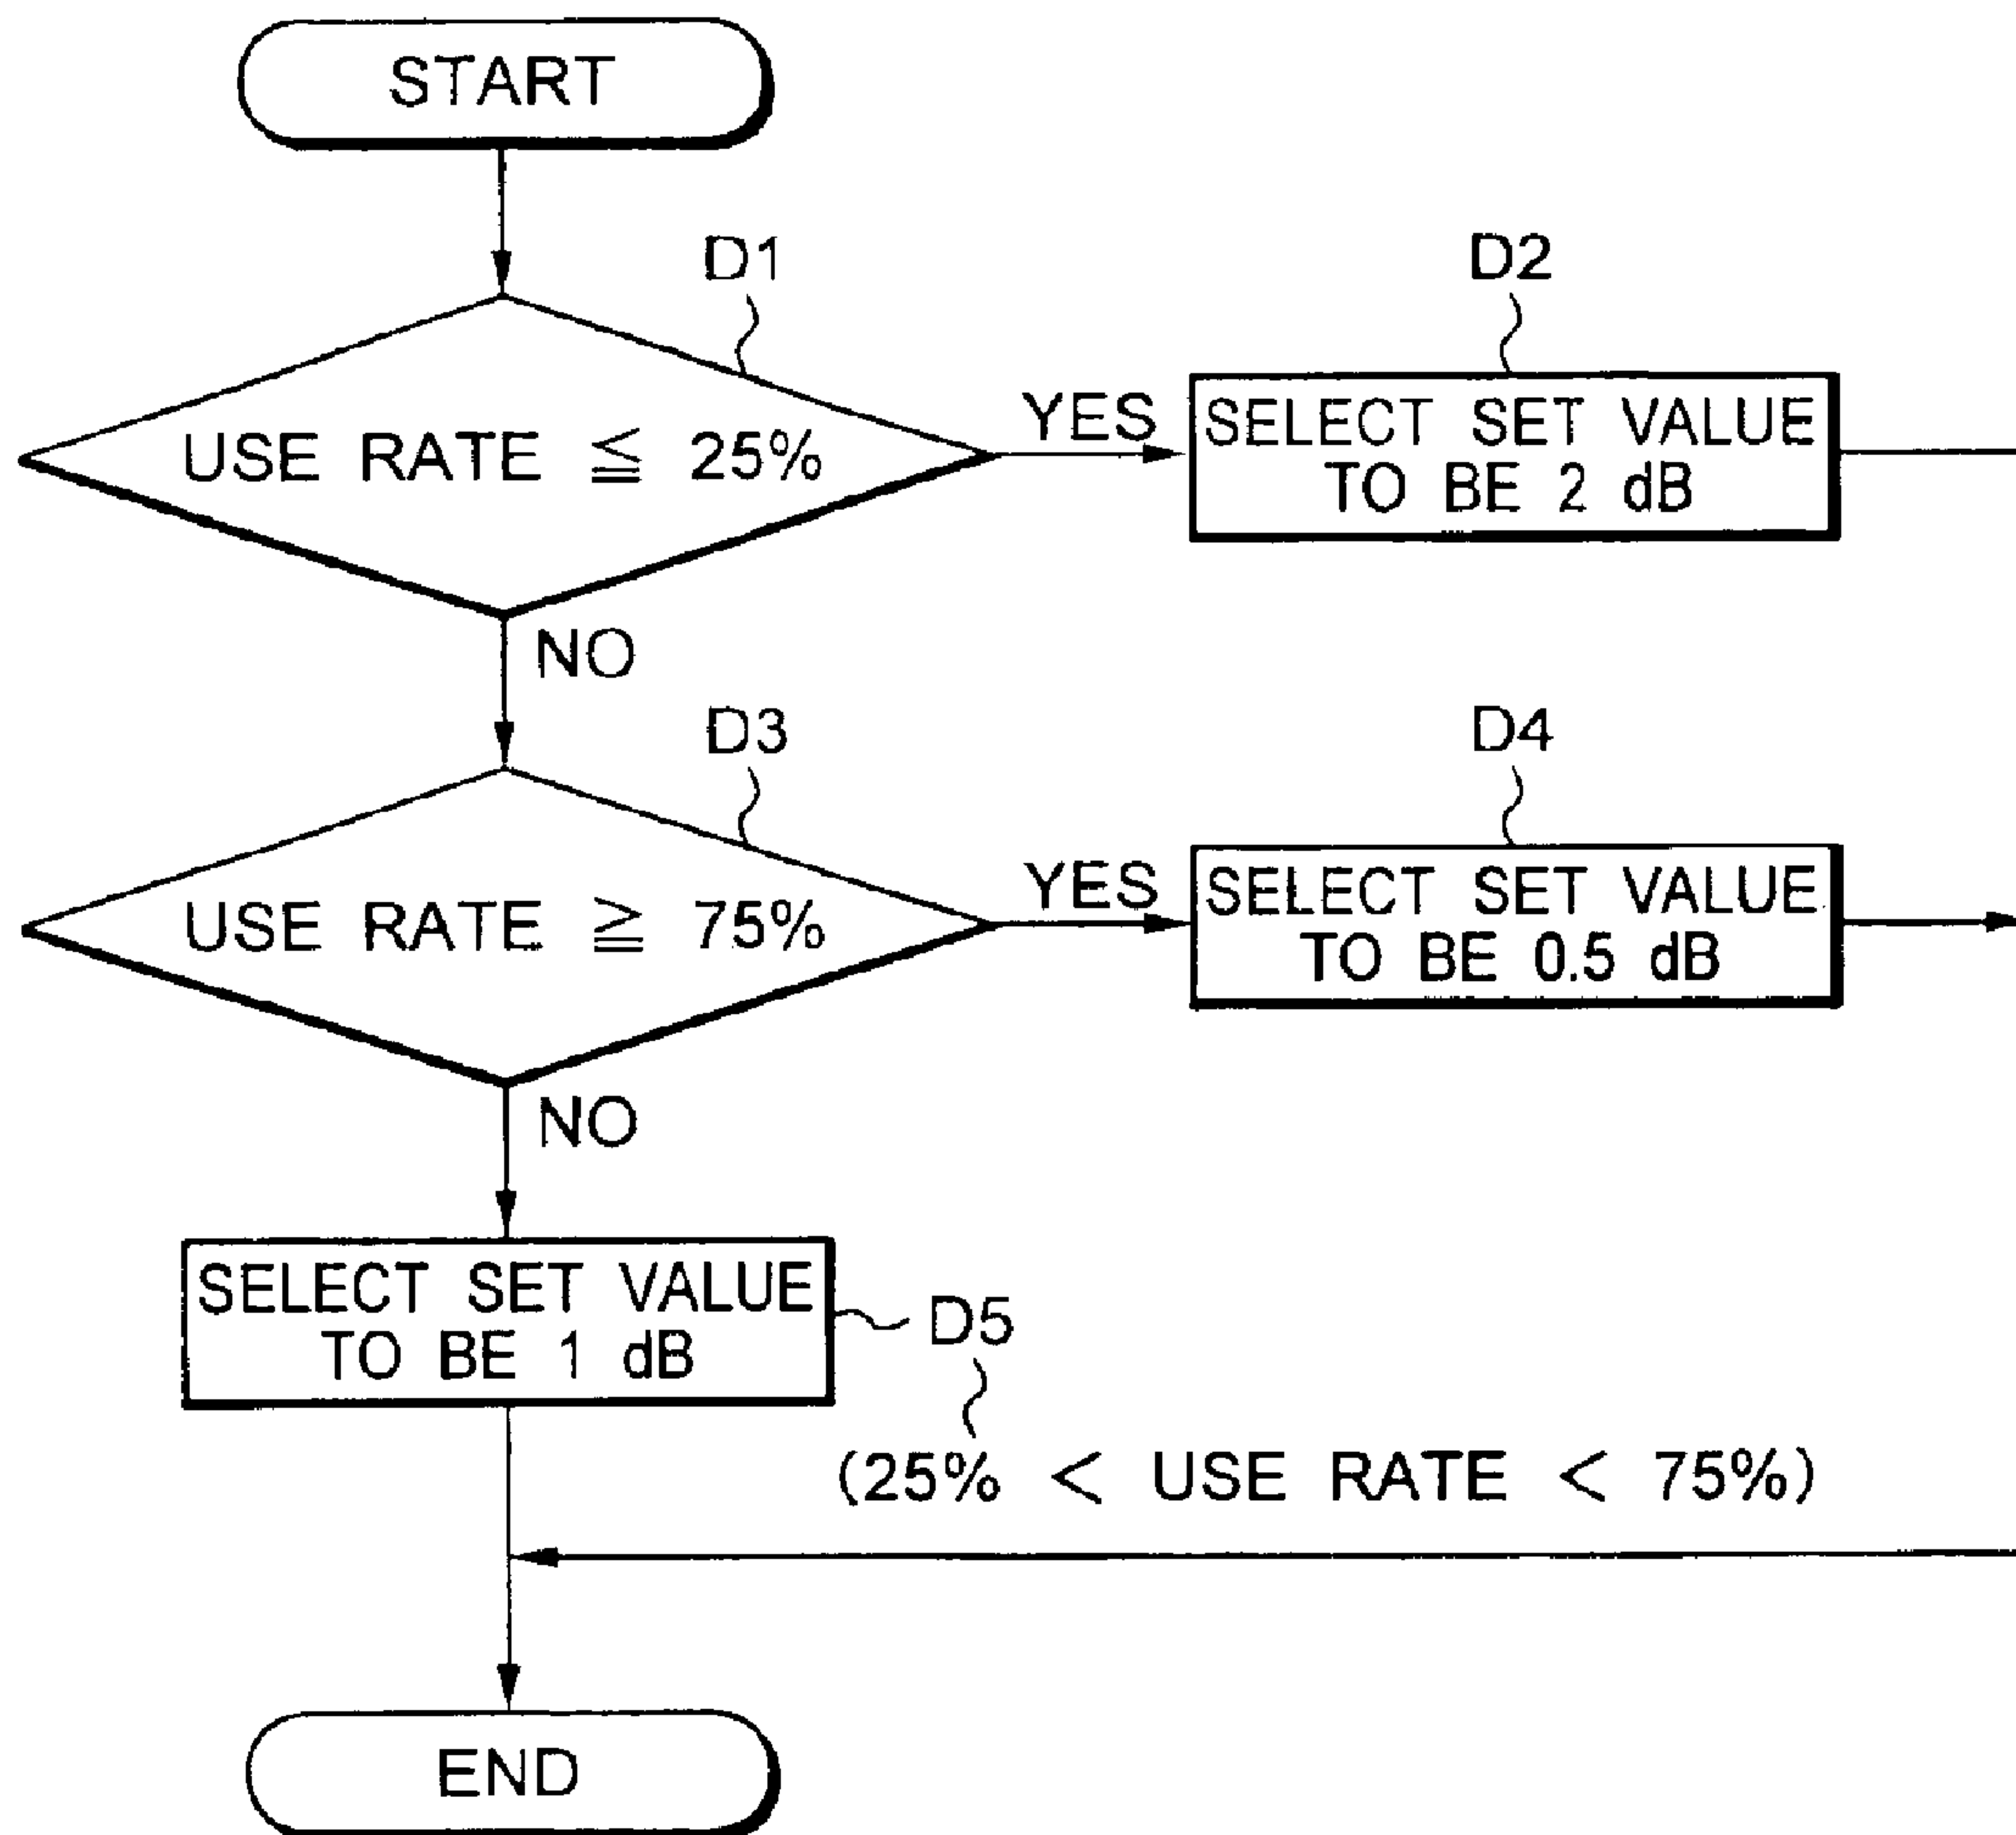 START
D1
D2
USE RATE ≦ 25%
YES
SELECT SET VALUE
TO BE 2 dB
NO
D3
D4
USE RATE ≧ 75%
YES
SELECT SET VALUE
TO BE 0.5 dB
NO
SELECT SET VALUE
TO BE 1 dB
D5
(25% < USE RATE < 75%)
END